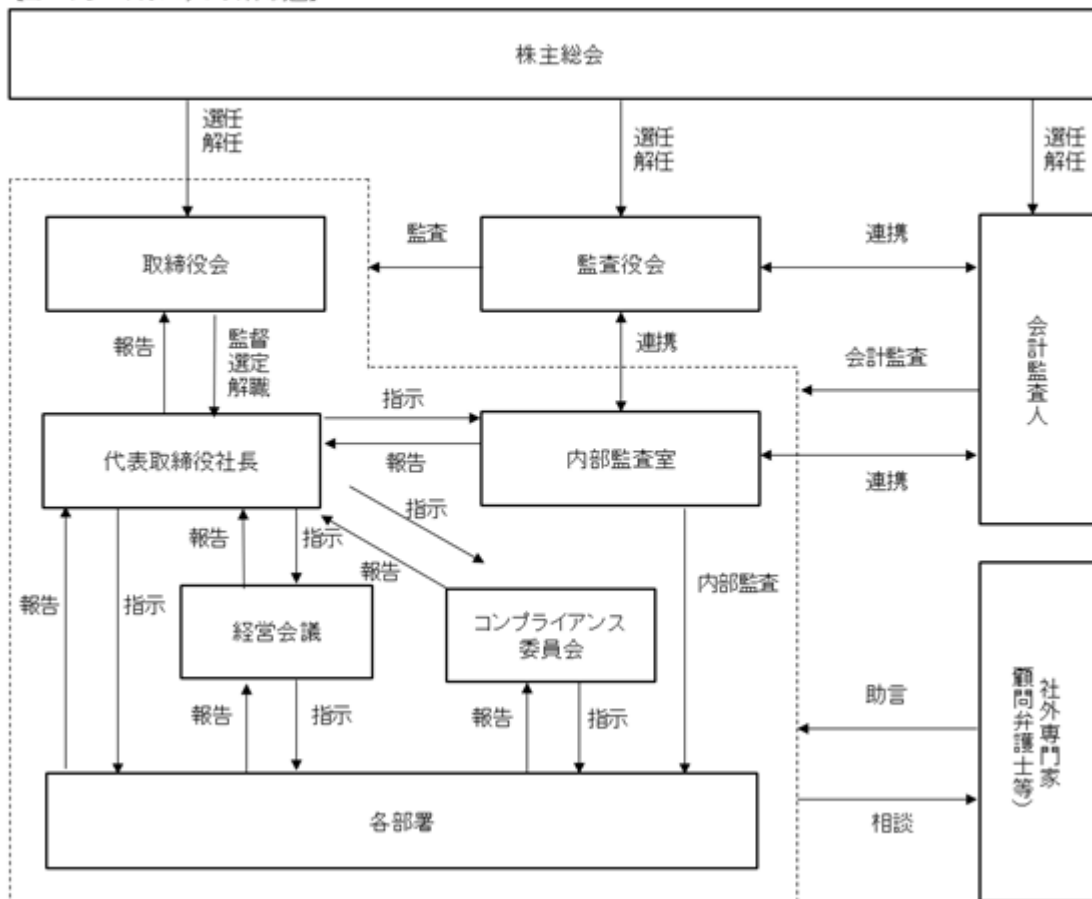 株主総会
選任
解任
選任
解任
選任
解任
取締役会
監査
監査役会
連携
会計監査人
報告
監督
選定
解職
連携
会計監査
指示
代表取締役社長
報告
内部監査室
連携
指示
報告
指示
報告
内部監査
報告
指示
経営会議
コンプライアンス
委員会
報告
指示
報告
指示
助言
社外専門家
(顧問弁護士等)
各部署
相談